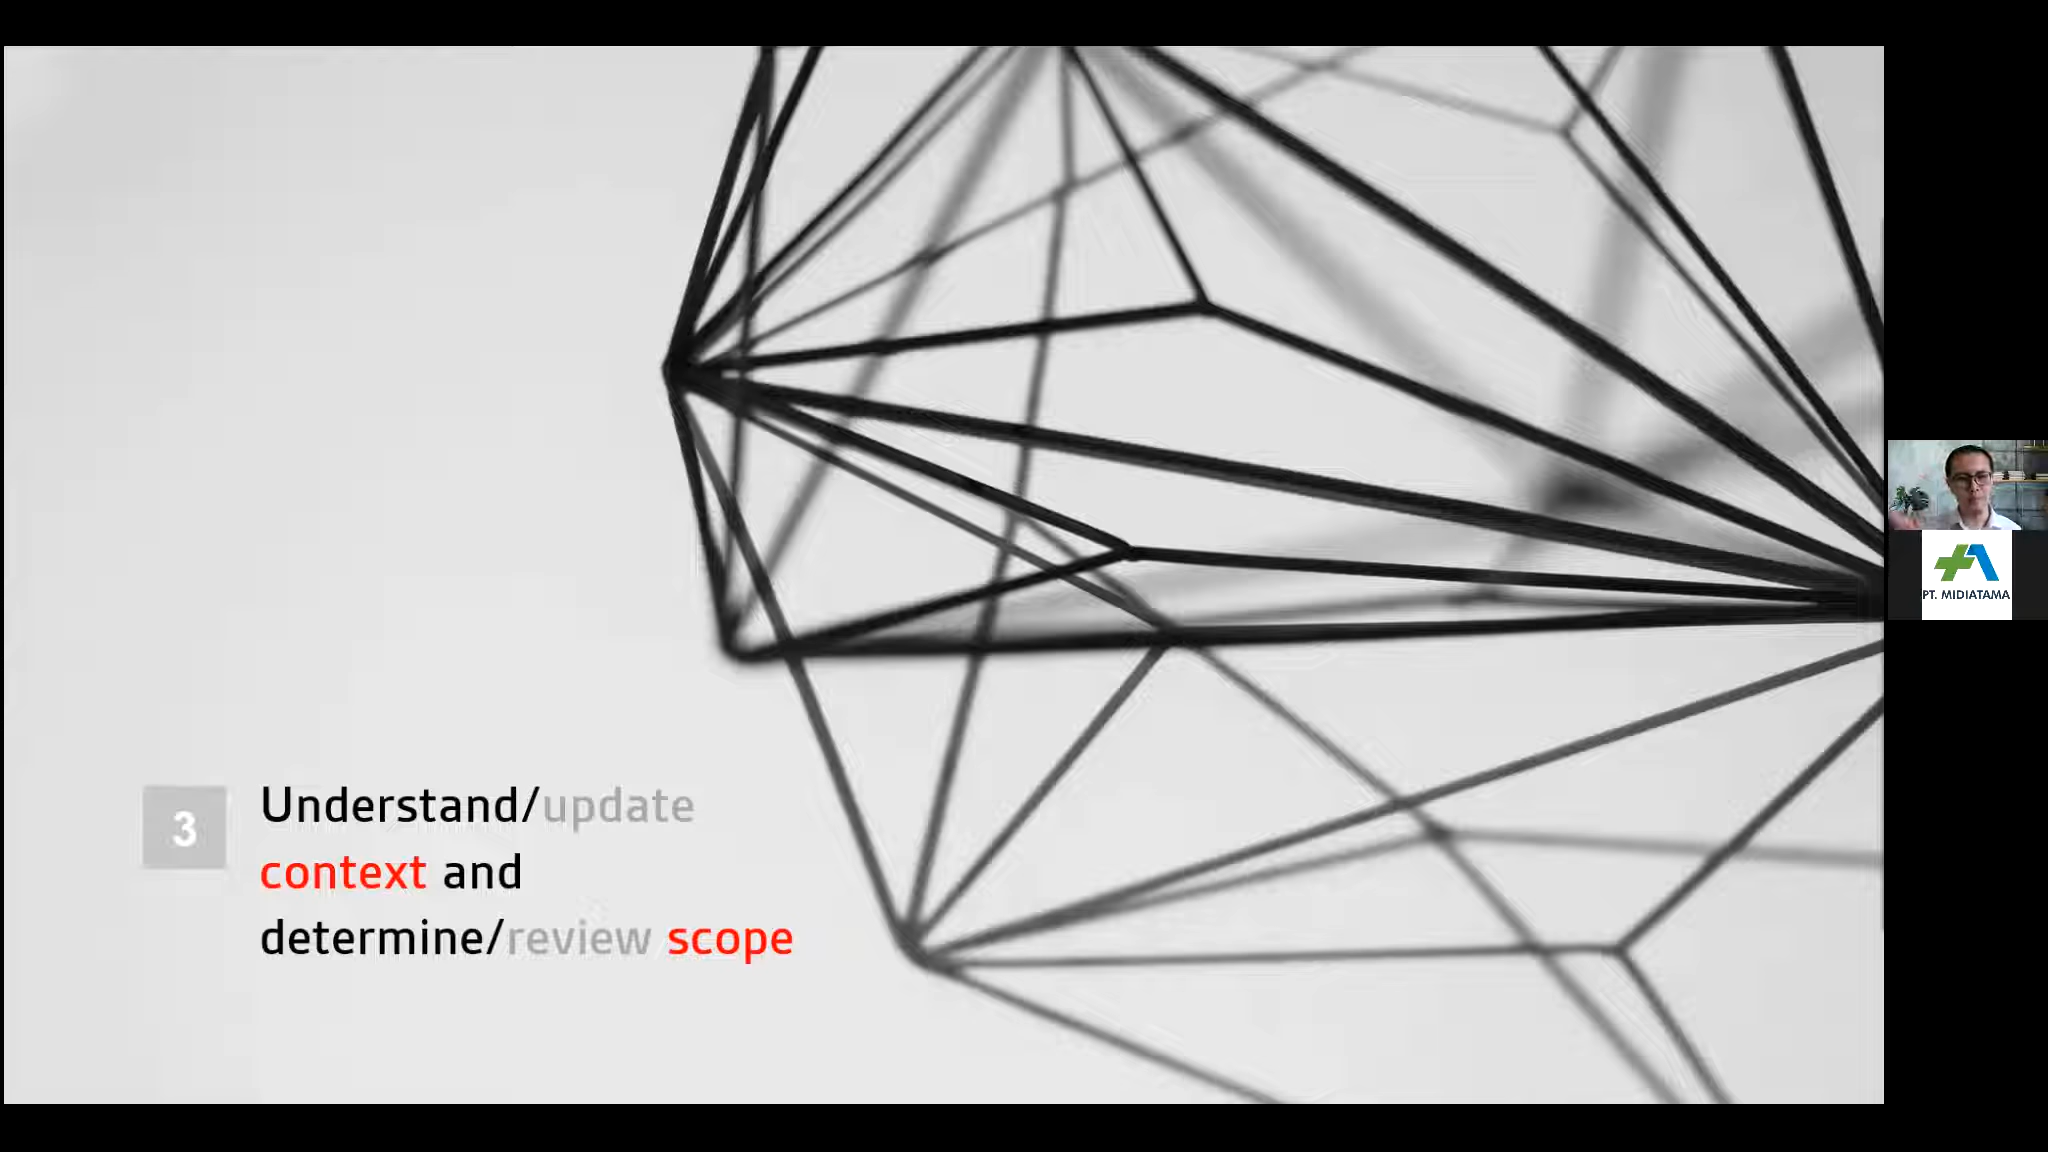 3
Understand/update
context and
determine/review scope
PT. MIDIATAMA